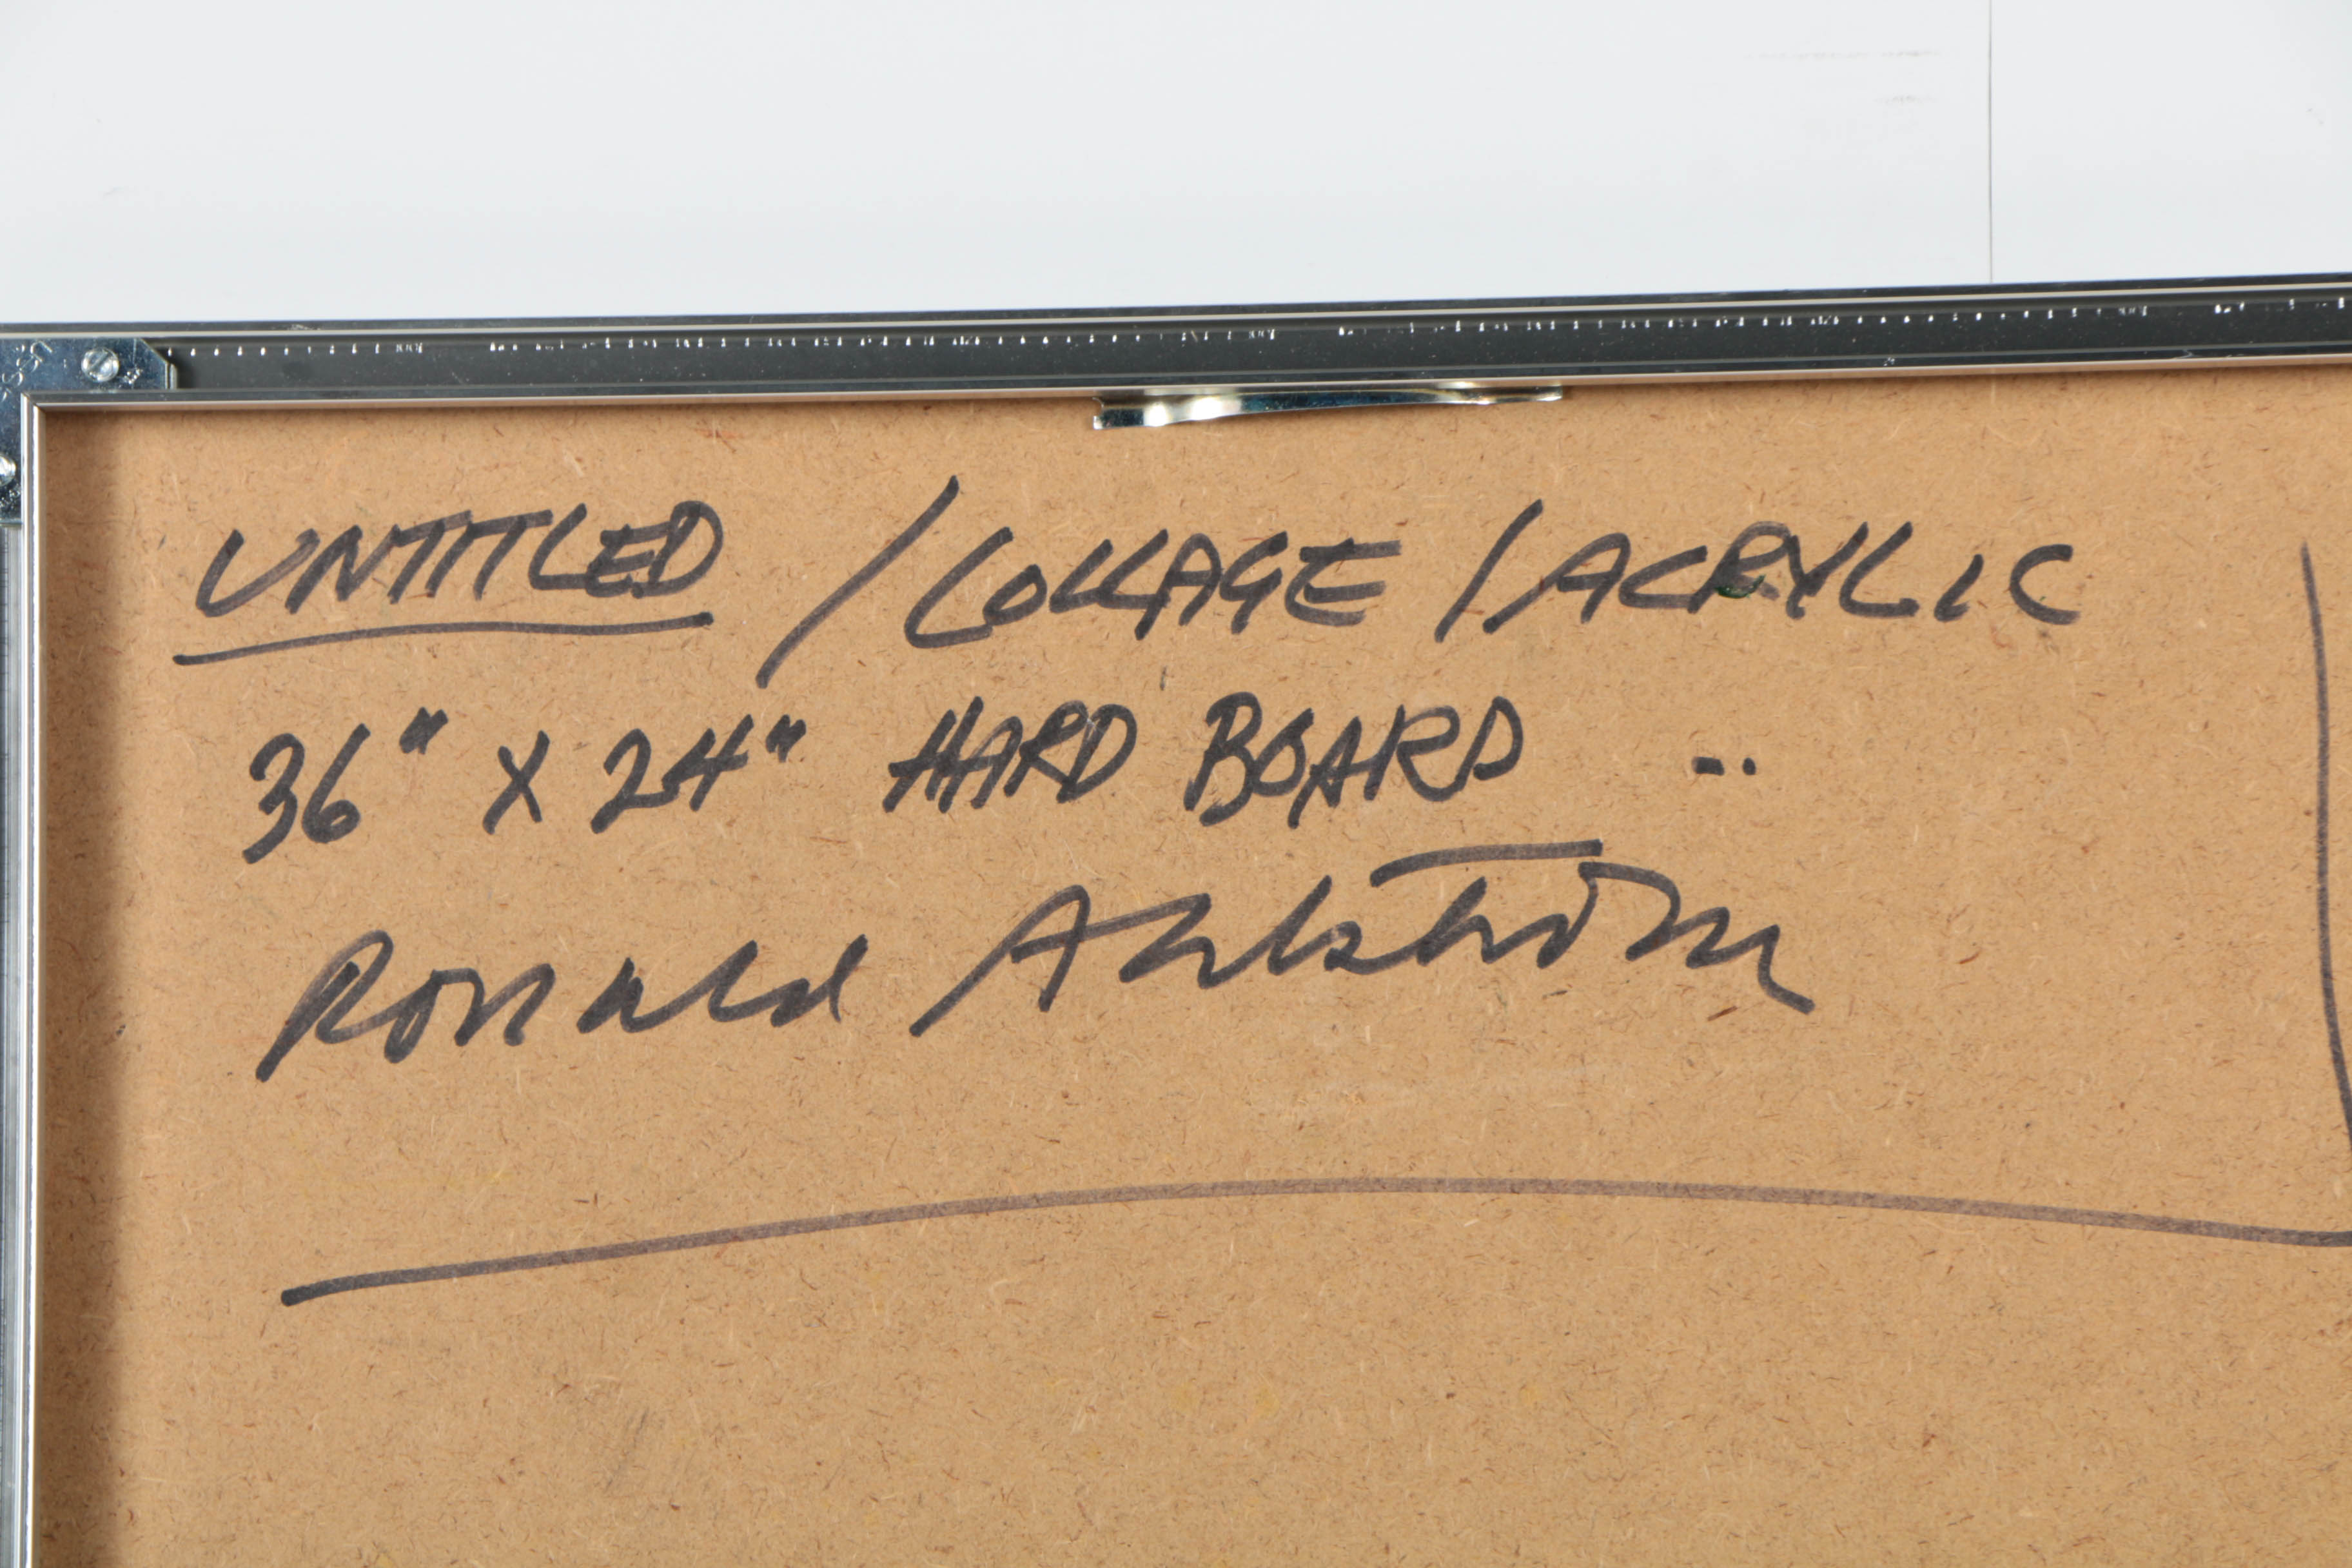 UNTITLED / COLLAGE / ACRYLIC
36" X 24" HARD BOARD ..
Ronald Ahlström